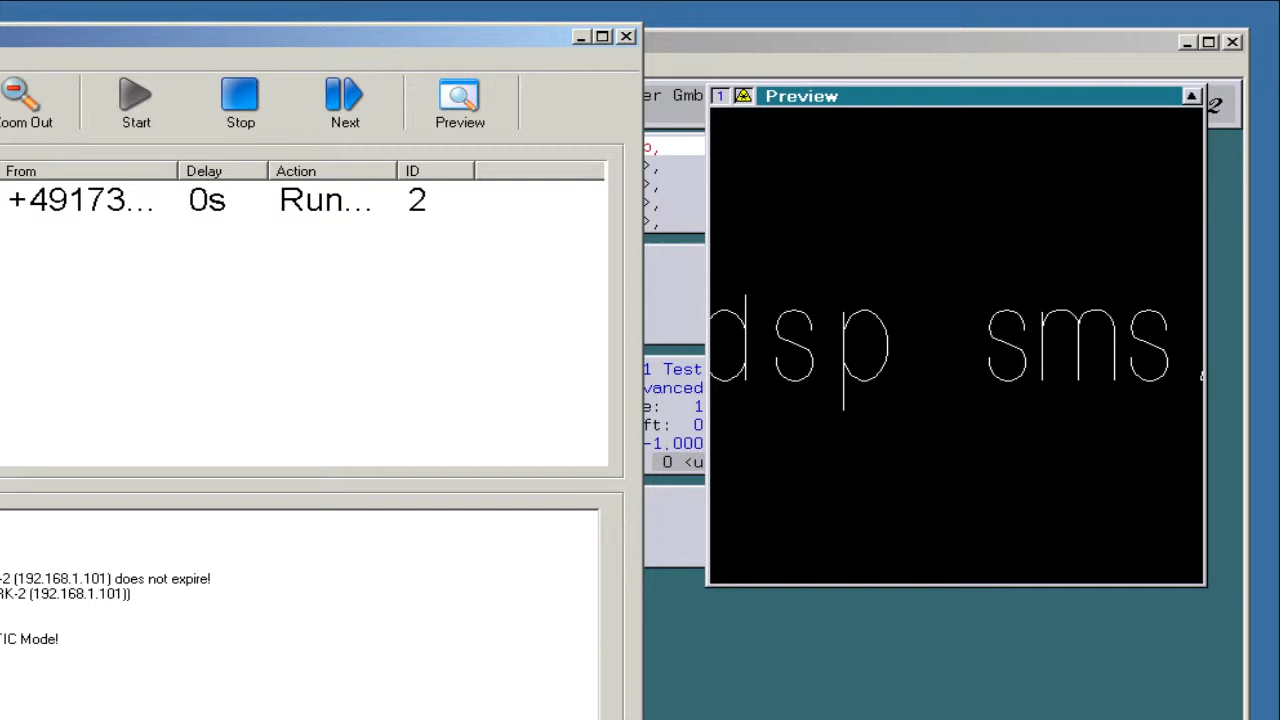 Zoom Out
Start
Stop
Next
Preview
From
Delay
Action
ID
+49173...
0s
Run...
2
-2 (192.168.1.101) does not expire!
RK-2 (192.168.1.101))
TIC Mode!
er Gmb
1
Preview
2
1 Test
vanced
e: 1
ft: 0
-1.000
0 <u
dsp sms